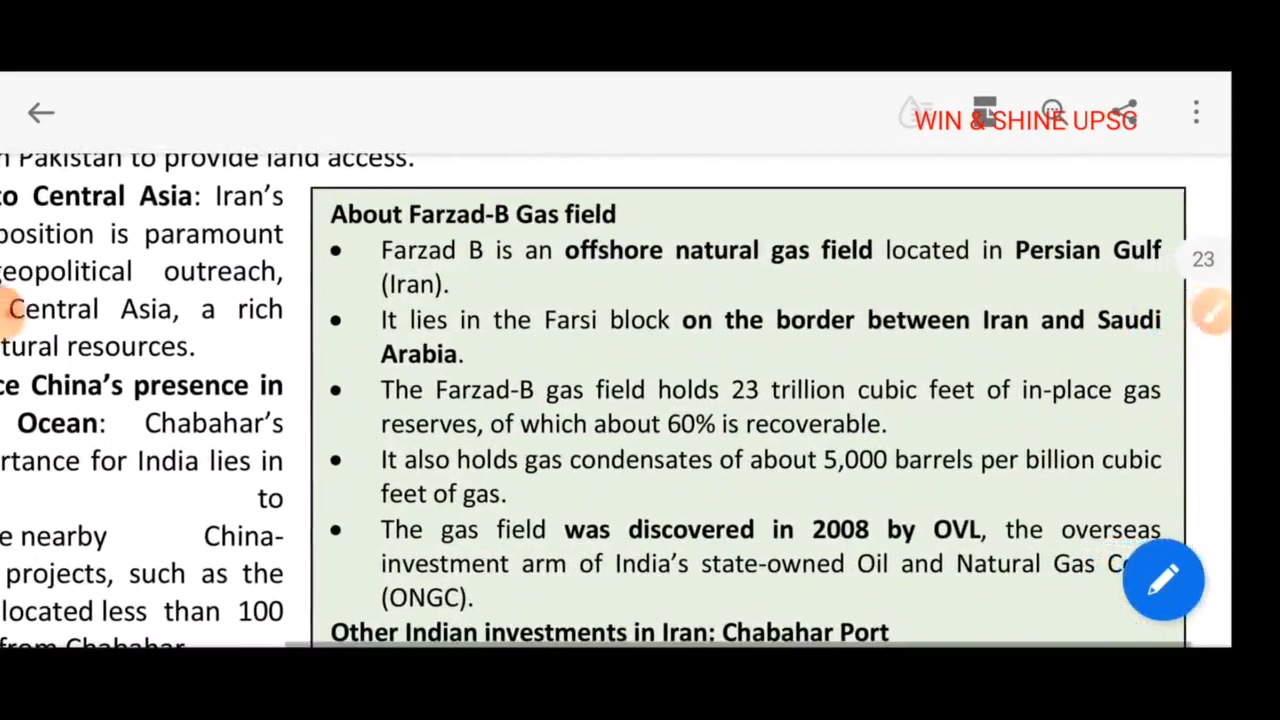 WIN & SHINE UPSC
n Pakistan to provide land access.
to Central Asia: Iran's
position is paramount
geopolitical outreach,
Central Asia, a rich
tural resources.
ce China's presence in
Ocean: Chabahar's
rtance for India lies in
to
e nearby China-
projects, such as the
located less than 100
from Chabahar
About Farzad-B Gas field
• Farzad B is an offshore natural gas field located in Persian Gulf
(Iran).
• It lies in the Farsi block on the border between Iran and Saudi
Arabia.
• The Farzad-B gas field holds 23 trillion cubic feet of in-place gas
reserves, of which about 60% is recoverable.
• It also holds gas condensates of about 5,000 barrels per billion cubic
feet of gas.
• The gas field was discovered in 2008 by OVL, the overseas
investment arm of India's state-owned Oil and Natural Gas
(ONGC).
Other Indian investments in Iran: Chabahar Port
23